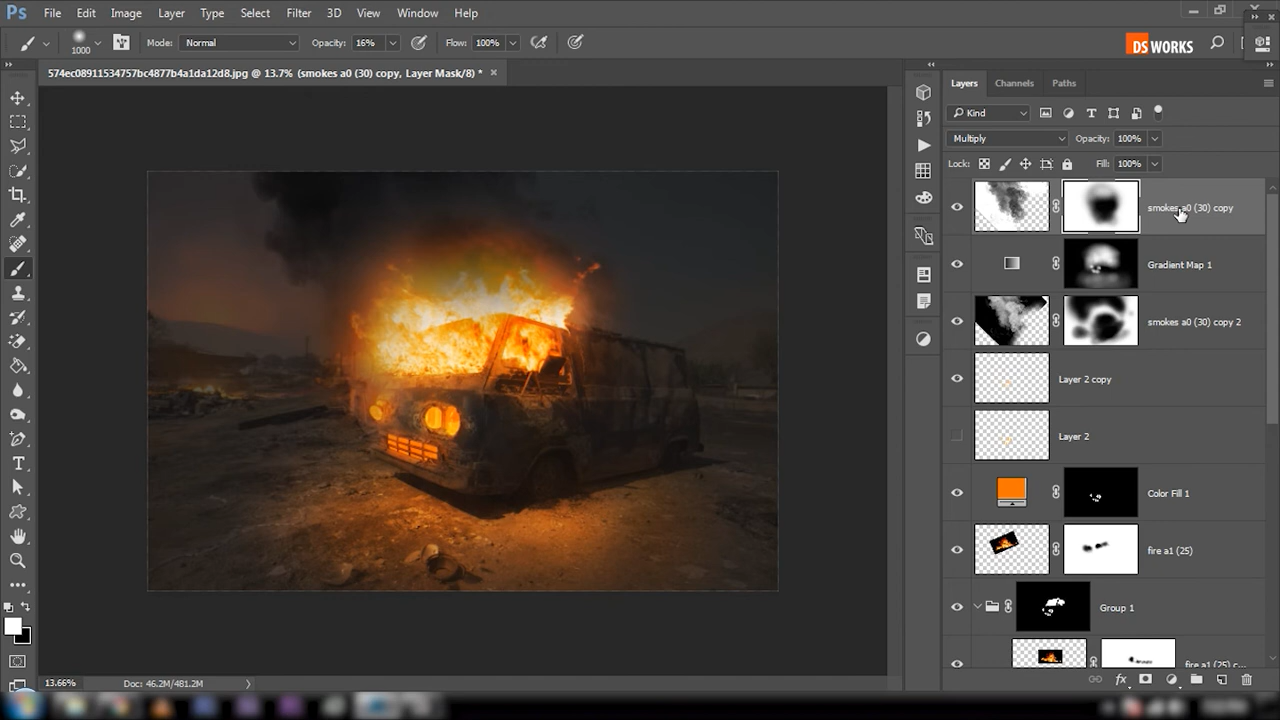 Ps File Edit Image Layer Type Select Filter 3D View Window Help
1000 Mode: Normal Opacity: 16% Flow: 100%
DS WORKS
574ec08911534757bc4877b4a1da12d8.jpg @ 13.7% (smokes a0 (30) copy, Layer Mask/8) *
Layers Channels Paths
Kind
Multiply Opacity: 100%
Lock: Fill: 100%
smokes a0 (30) copy
Gradient Map 1
smokes a0 (30) copy 2
Layer 2 copy
Layer 2
Color Fill 1
fire a1 (25)
Group 1
fire a1 (25) c...
13.66% Doc: 46.2M/481.2M